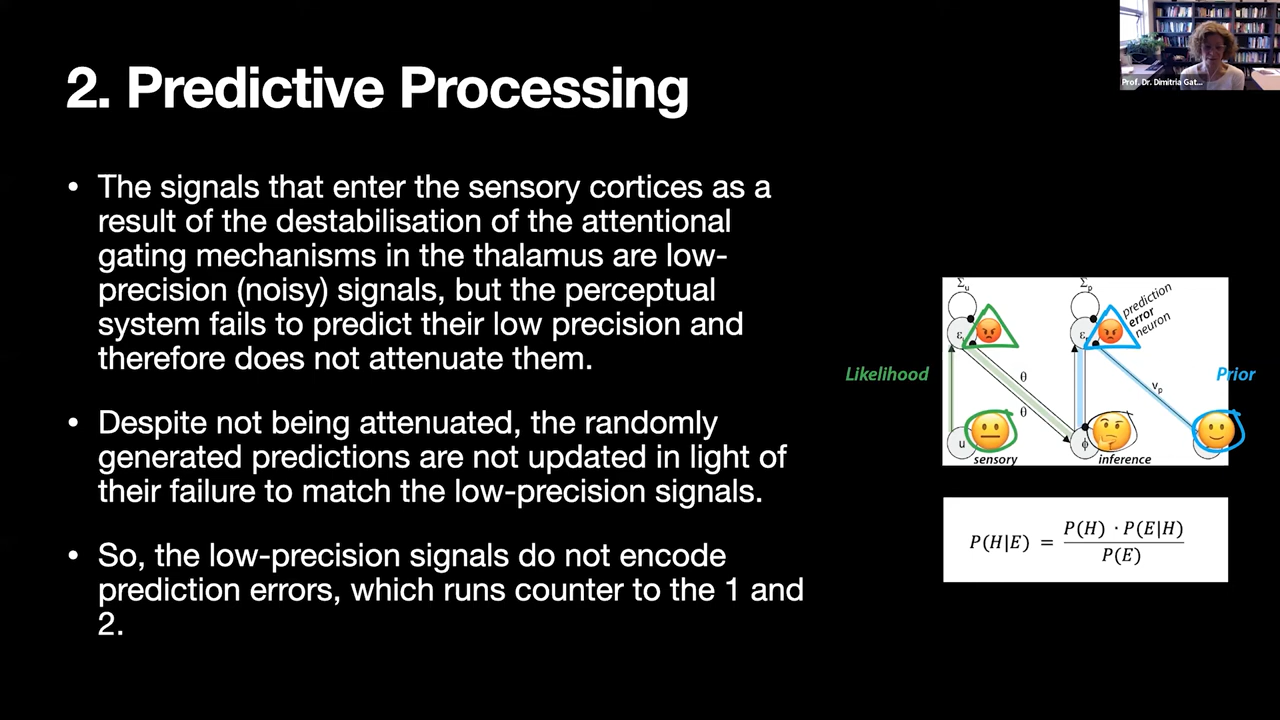 2. Predictive Processing
• The signals that enter the sensory cortices as a
result of the destabilisation of the attentional
gating mechanisms in the thalamus are low-
precision (noisy) signals, but the perceptual
system fails to predict their low precision and
therefore does not attenuate them.
• Despite not being attenuated, the randomly
generated predictions are not updated in light of
their failure to match the low-precision signals.
• So, the low-precision signals do not encode
prediction errors, which runs counter to the 1 and
2.
Prof. Dr. Dimitria Gat...
Σu
Σp
prediction
error
neuron
ε
ε
Likelihood
θ
θ
vp
Prior
u
ϕ
sensory
inference
P(H|E) = P(H) · P(E|H)
P(E)